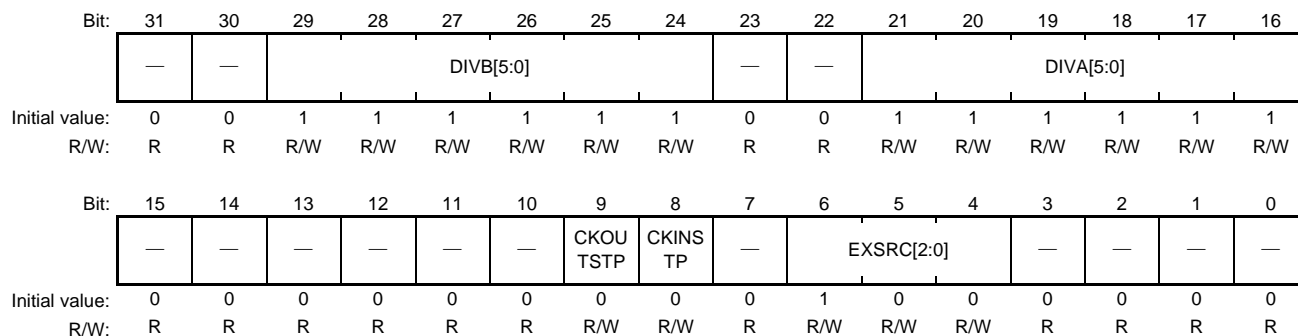 Bit: 31 30 29 28 27 26 25 24 23 22 21 20 19 18 17 16
— — DIVB[5:0] — — DIVA[5:0]
Initial value: 0 0 1 1 1 1 1 1 0 0 1 1 1 1 1 1
R/W: R R R/W R/W R/W R/W R/W R/W R R R/W R/W R/W R/W R/W R/W
Bit: 15 14 13 12 11 10 9 8 7 6 5 4 3 2 1 0
— — — — — — CKOU CKINS — EXSRC[2:0] — — — —
TSTP TP
Initial value: 0 0 0 0 0 0 0 0 0 1 0 0 0 0 0 0
R/W: R R R R R R R/W R/W R R/W R/W R/W R R R R